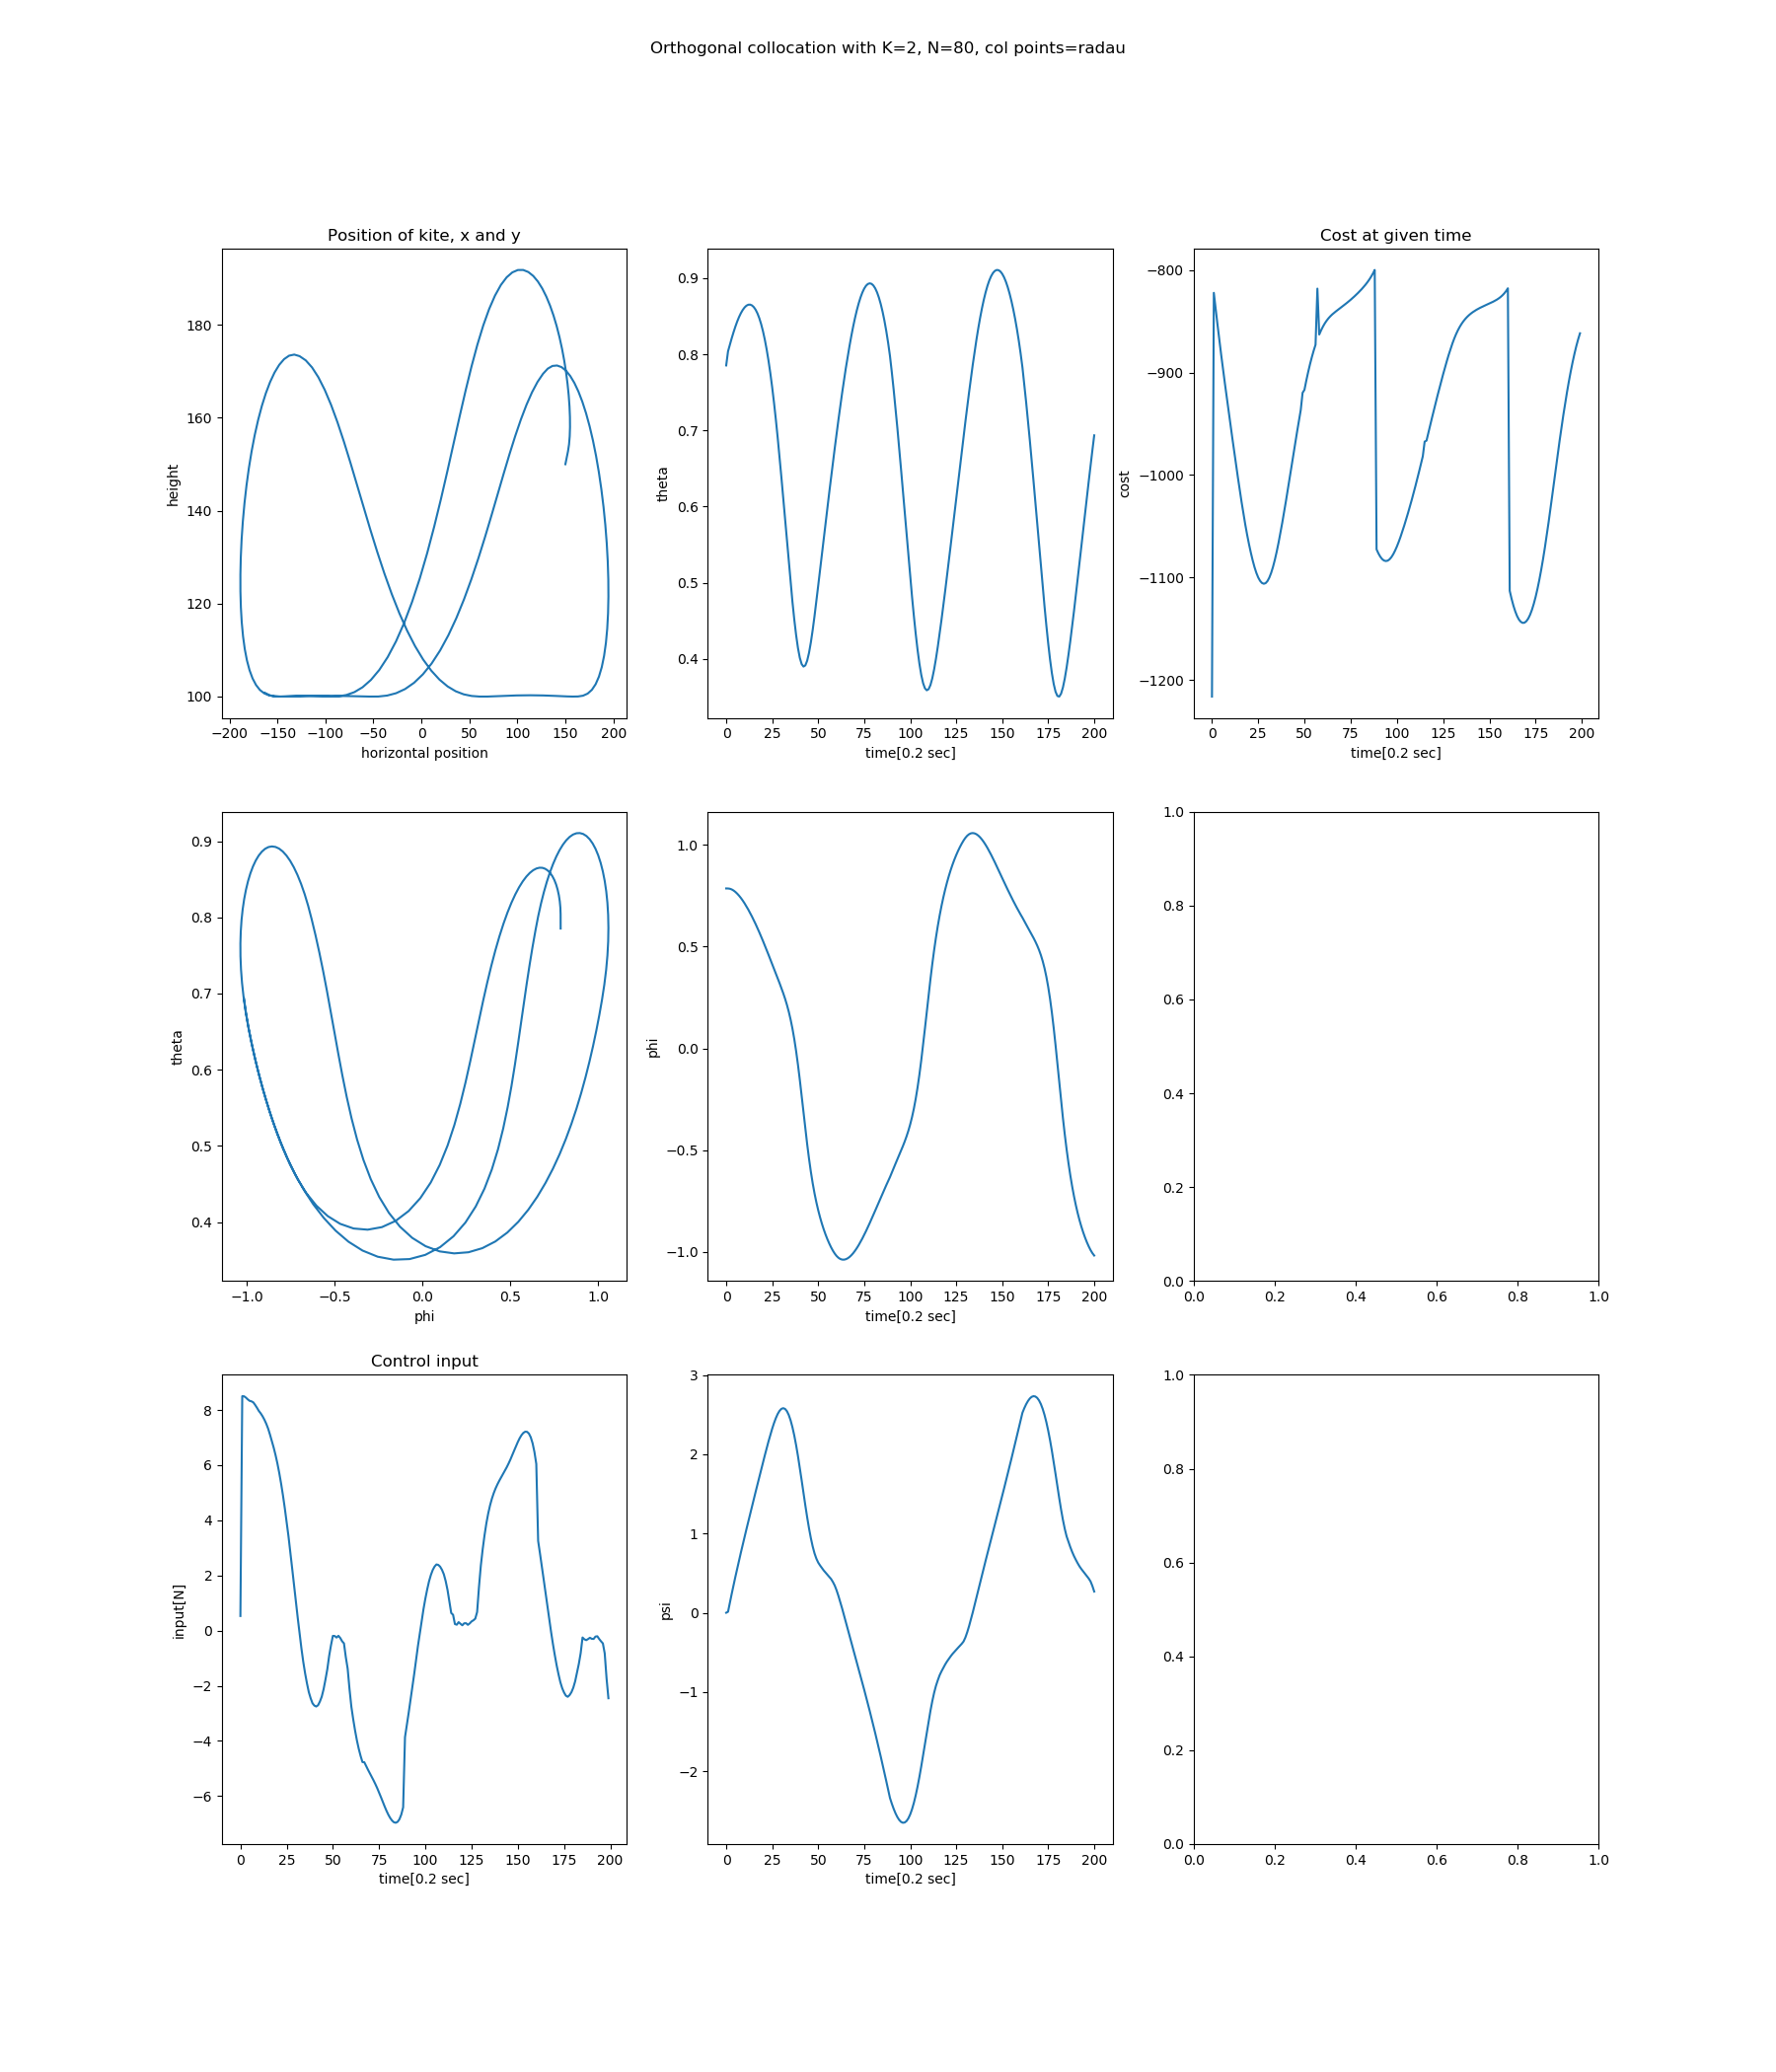 Orthogonal collocation with K=2, N=80, col points=radau
Position of kite, x and y
height
180
160
140
120
100
−200 −150 −100 −50 0 50 100 150 200
horizontal position
theta
0.9
0.8
0.7
0.6
0.5
0.4
0 25 50 75 100 125 150 175 200
time[0.2 sec]
Cost at given time
cost
−800
−900
−1000
−1100
−1200
0 25 50 75 100 125 150 175 200
time[0.2 sec]
theta
0.9
0.8
0.7
0.6
0.5
0.4
−1.0 −0.5 0.0 0.5 1.0
phi
phi
1.0
0.5
0.0
−0.5
−1.0
0 25 50 75 100 125 150 175 200
time[0.2 sec]
1.0
0.8
0.6
0.4
0.2
0.0
0.0 0.2 0.4 0.6 0.8 1.0
Control input
input[N]
8
6
4
2
0
−2
−4
−6
0 25 50 75 100 125 150 175 200
time[0.2 sec]
psi
3
2
1
0
−1
−2
0 25 50 75 100 125 150 175 200
time[0.2 sec]
1.0
0.8
0.6
0.4
0.2
0.0
0.0 0.2 0.4 0.6 0.8 1.0